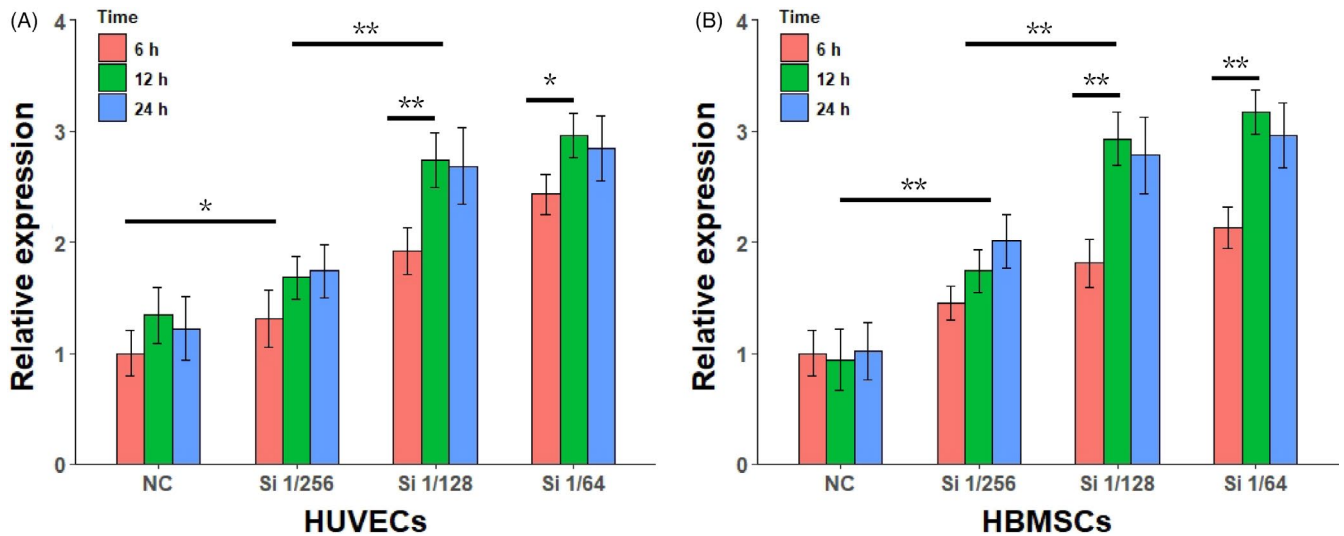 (A)
Time
6 h
12 h
24 h
Relative expression
4
3
2
1
0
**
*
**
*
NC
Si 1/256
Si 1/128
Si 1/64
HUVECs
(B)
Time
6 h
12 h
24 h
Relative expression
4
3
2
1
0
**
**
**
**
NC
Si 1/256
Si 1/128
Si 1/64
HBMSCs